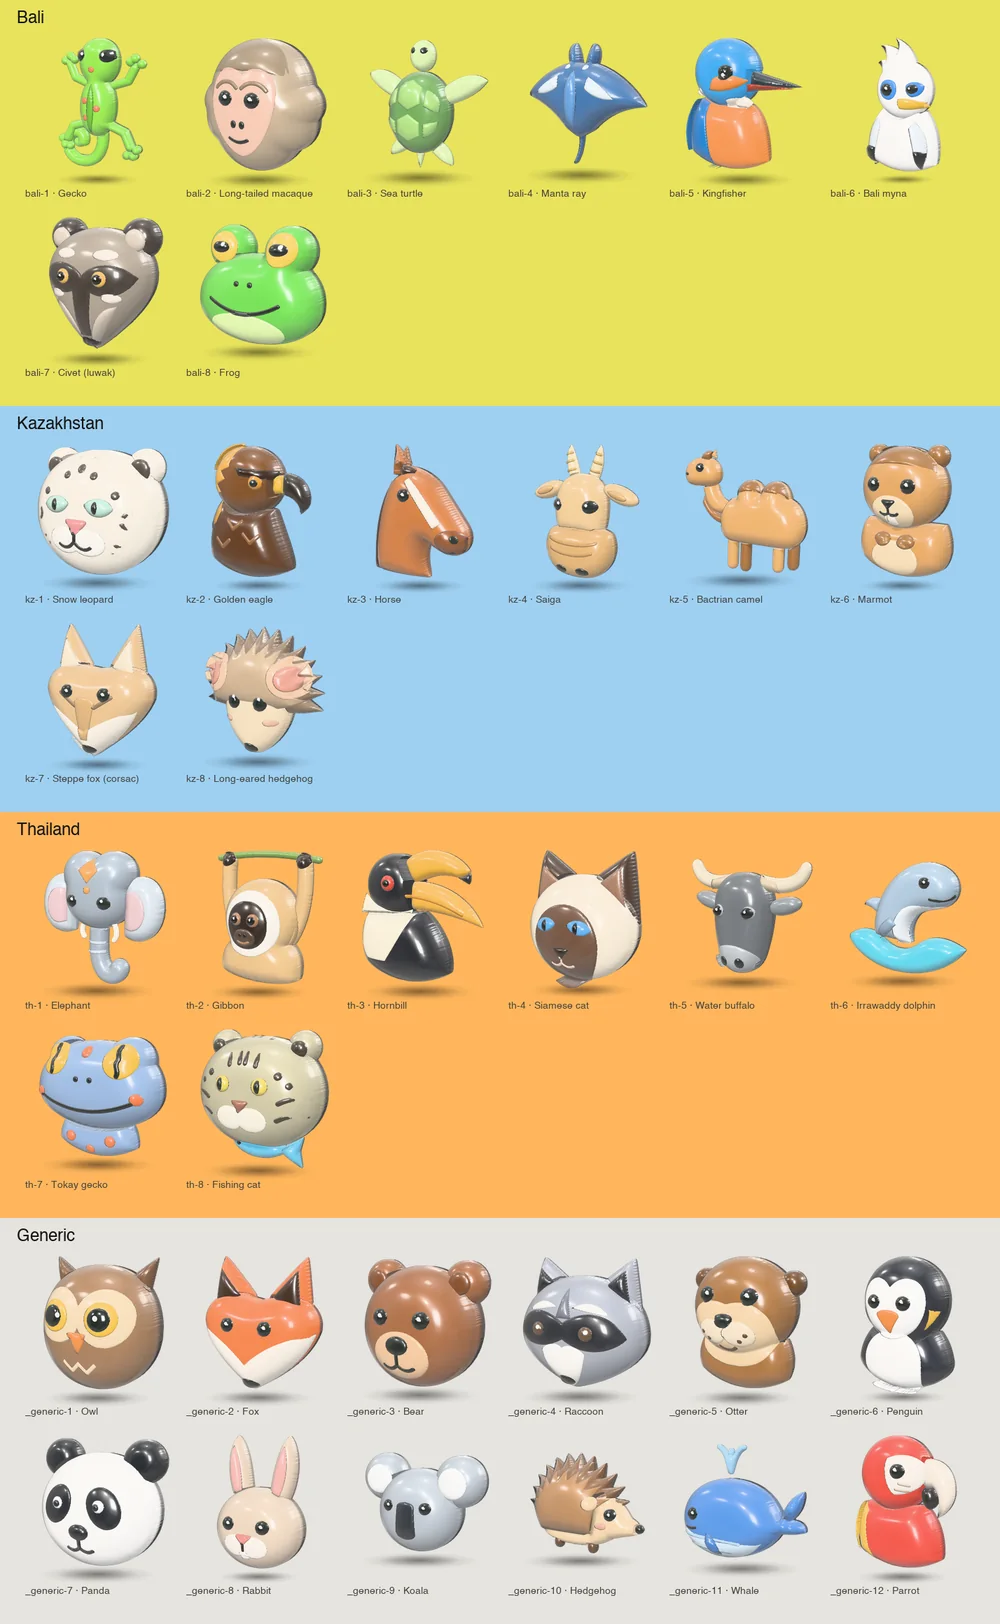 Bali
bali-1 · Gecko
bali-2 · Long-tailed macaque
bali-3 · Sea turtle
bali-4 · Manta ray
bali-5 · Kingfisher
bali-6 · Bali myna
bali-7 · Civet (luwak)
bali-8 · Frog
Kazakhstan
kz-1 · Snow leopard
kz-2 · Golden eagle
kz-3 · Horse
kz-4 · Saiga
kz-5 · Bactrian camel
kz-6 · Marmot
kz-7 · Steppe fox (corsac)
kz-8 · Long-eared hedgehog
Thailand
th-1 · Elephant
th-2 · Gibbon
th-3 · Hornbill
th-4 · Siamese cat
th-5 · Water buffalo
th-6 · Irrawaddy dolphin
th-7 · Tokay gecko
th-8 · Fishing cat
Generic
_generic-1 · Owl
_generic-2 · Fox
_generic-3 · Bear
_generic-4 · Raccoon
_generic-5 · Otter
_generic-6 · Penguin
_generic-7 · Panda
_generic-8 · Rabbit
_generic-9 · Koala
_generic-10 · Hedgehog
_generic-11 · Whale
_generic-12 · Parrot